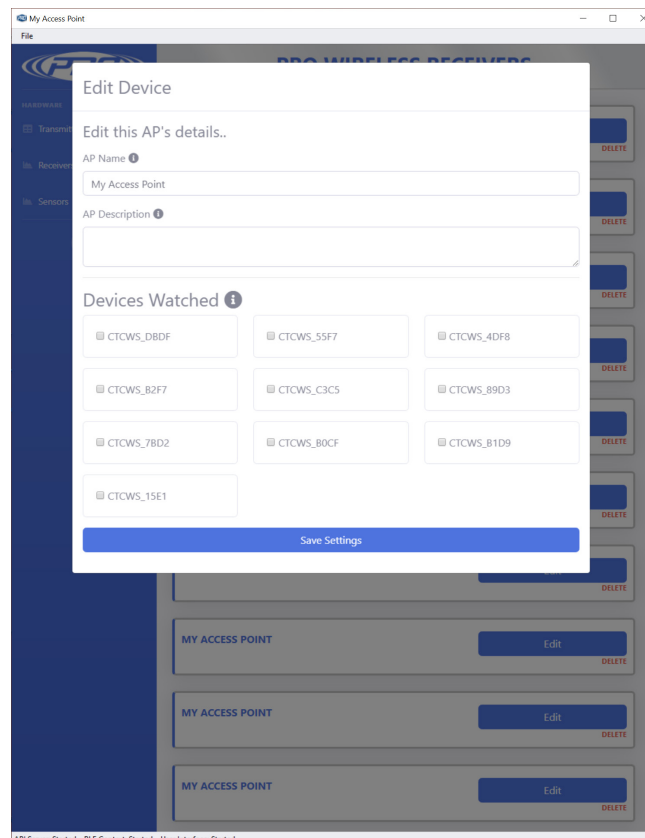 My Access Point
File
PRO WIRELESS RECEIVERS
HARDWARE
Edit Device
Edit this AP's details..
AP Name
My Access Point
AP Description
Devices Watched
CTCWS_DBDF CTCWS_55F7 CTCWS_4DF8
CTCWS_B2F7 CTCWS_C3C5 CTCWS_89D3
CTCWS_7BD2 CTCWS_B0CF CTCWS_B1D9
CTCWS_15E1
Save Settings
Transmit
Receiver
Sensors
DELETE
DELETE
DELETE
DELETE
DELETE
DELETE
DELETE
MY ACCESS POINT Edit
DELETE
MY ACCESS POINT Edit
DELETE
MY ACCESS POINT Edit
DELETE